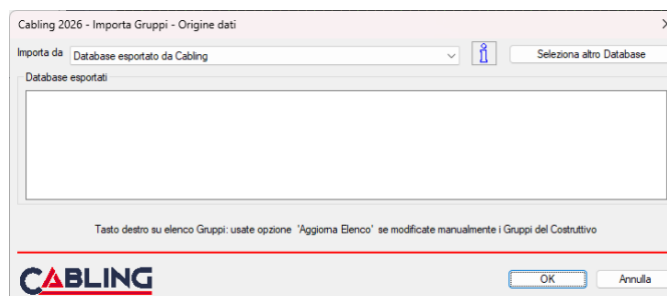 Cabling 2026 - Importa Gruppi - Origine dati
Importa da
Database esportato da Cabling
Seleziona altro Database
Database esportati
Tasto destro su elenco Gruppi: usate opzione 'Aggiorna Elenco' se modificate manualmente i Gruppi del Costruttivo
CABLING
OK
Annulla